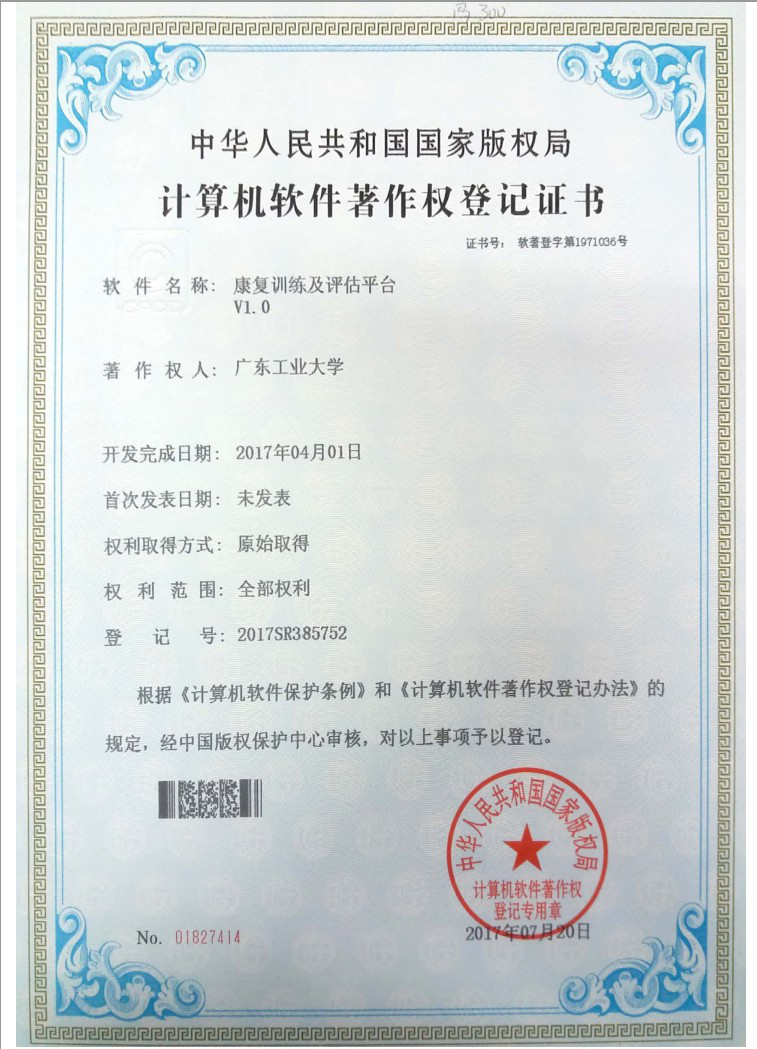 300
中华人民共和国国家版权局
计算机软件著作权登记证书
证书号： 软著登字第1971036号
软件名称： 康复训练及评估平台
V1.0
著作权人： 广东工业大学
开发完成日期： 2017年04月01日
首次发表日期： 未发表
权利取得方式： 原始取得
权利范围： 全部权利
登记号： 2017SR385752
根据《计算机软件保护条例》和《计算机软件著作权登记办法》的
规定，经中国版权保护中心审核，对以上事项予以登记。
中华人民共和国国家版权局
计算机软件著作权
登记专用章
No. 01827414
2017年07月20日